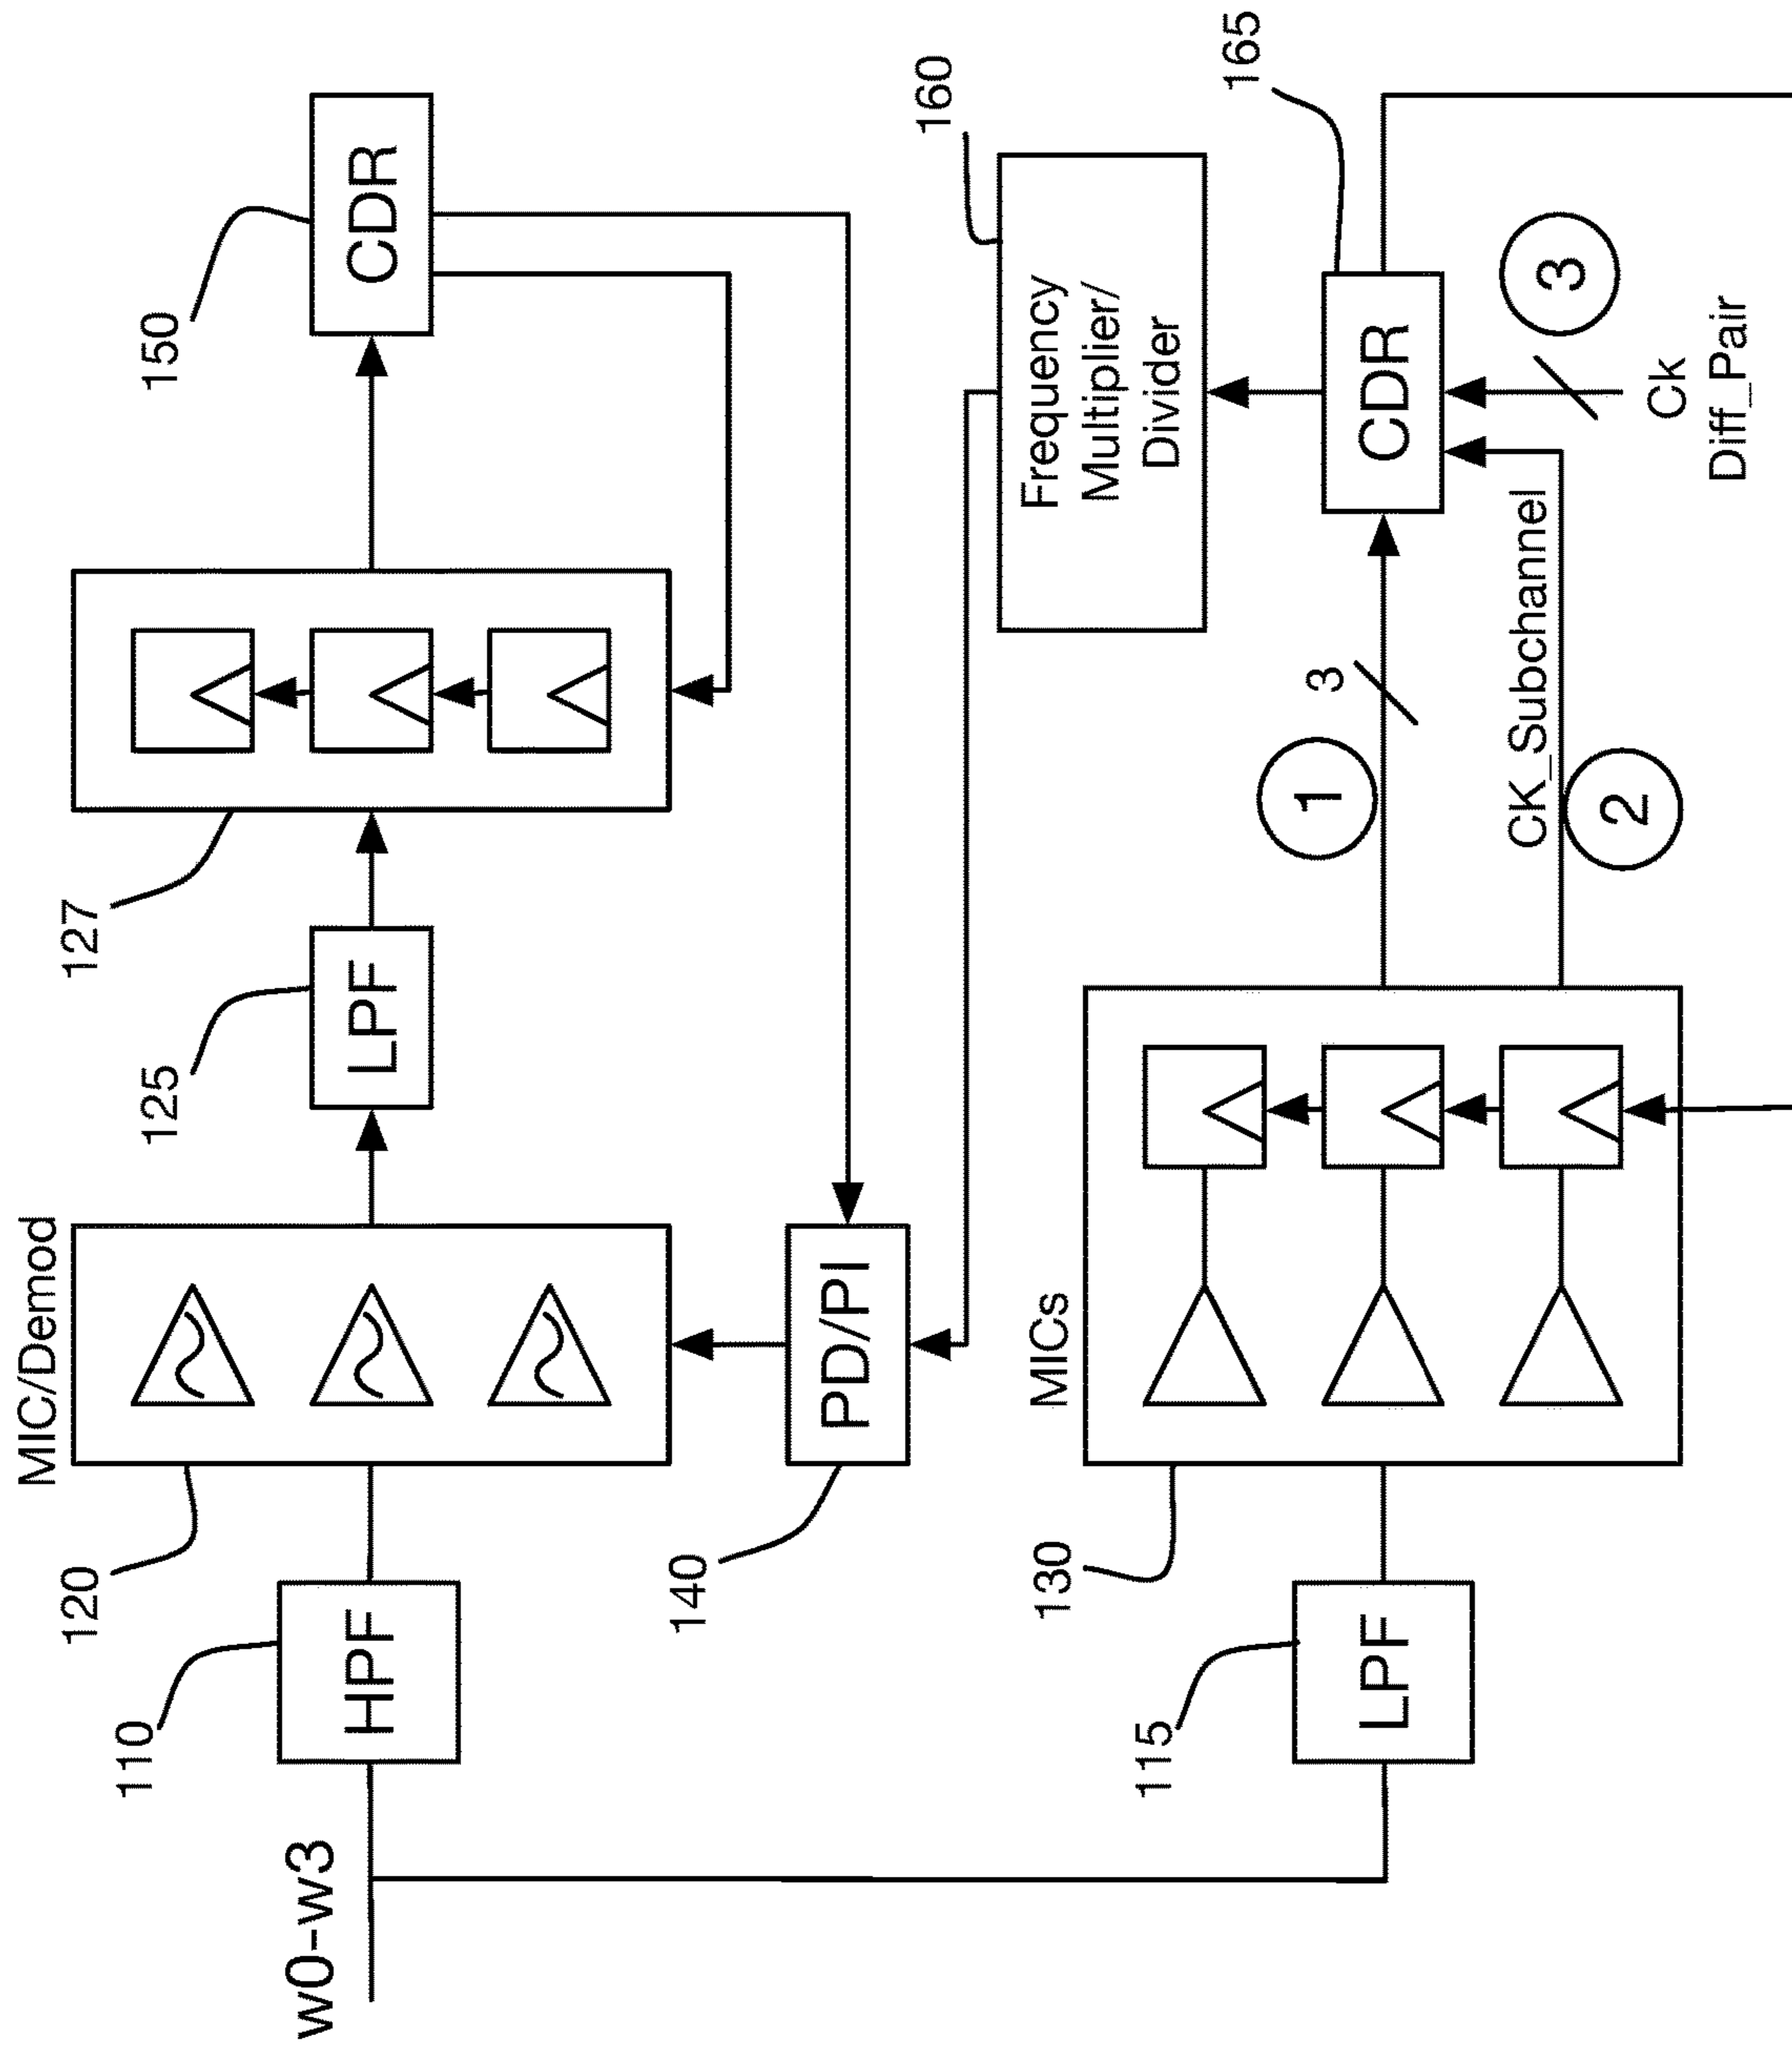 w0-w3
110
HPF
120
MIC/Demod
125
LPF
127
150
CDR
140
PD/PI
160
Frequency
Multiplier/
Divider
115
LPF
130
MICs
1
3
CK_Subchannel
2
165
CDR
3
Ck
Diff_Pair